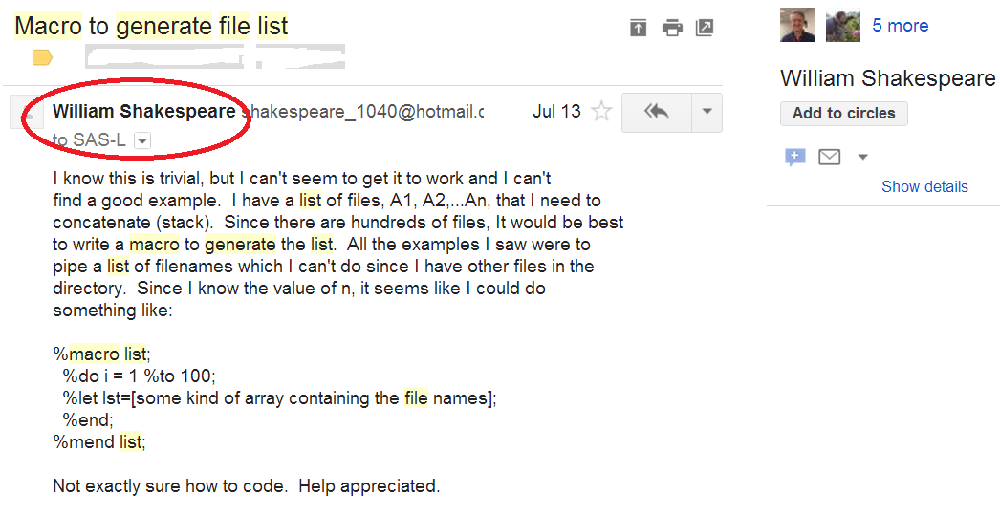 Macro to generate file list
William Shakespeare shakespeare_1040@hotmail.c Jul 13
to SAS-L
I know this is trivial, but I can't seem to get it to work and I can't
find a good example.  I have a list of files, A1, A2,...An, that I need to
concatenate (stack).  Since there are hundreds of files, It would be best
to write a macro to generate the list.  All the examples I saw were to
pipe a list of filenames which I can't do since I have other files in the
directory.  Since I know the value of n, it seems like I could do
something like:
%macro list;
%do i = 1 %to 100;
%let lst=[some kind of array containing the file names];
%end;
%mend list;
Not exactly sure how to code.  Help appreciated.
5 more
William Shakespeare
Add to circles
Show details